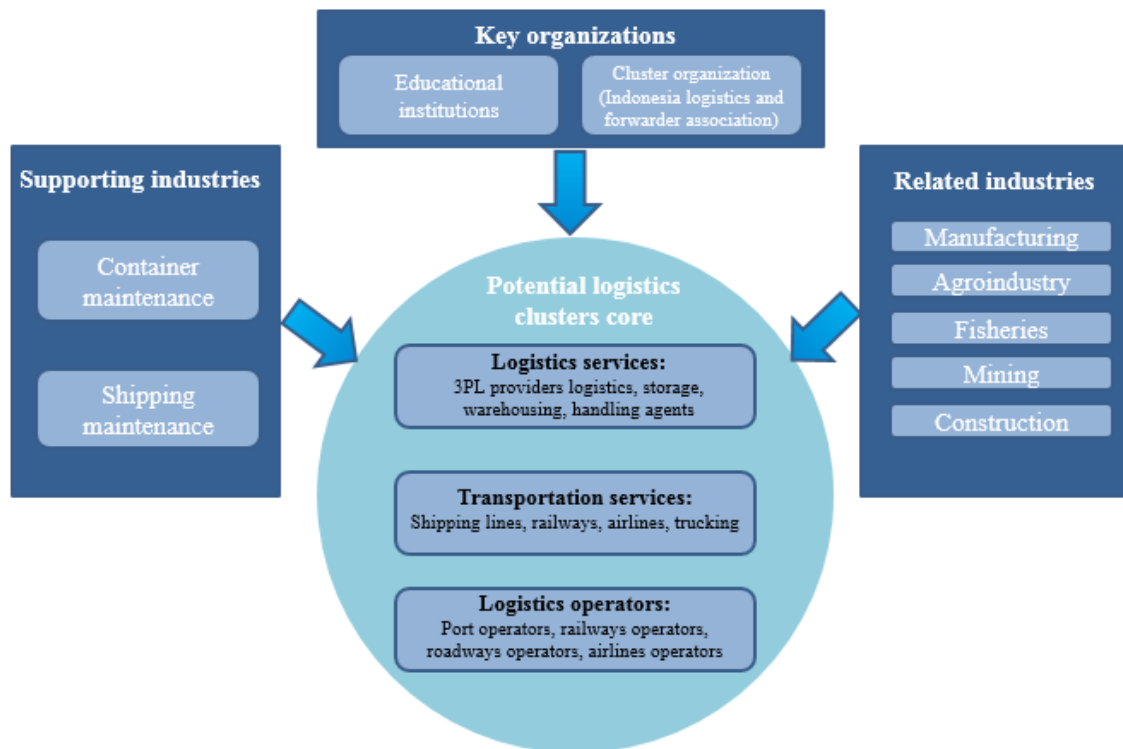 Key organizations
Educational
institutions
Cluster organization
(Indonesia logistics and
forwarder association)
Supporting industries
Container
maintenance
Shipping
maintenance
Related industries
Manufacturing
Agroindustry
Fisheries
Mining
Construction
Potential logistics
clusters core
Logistics services:
3PL providers logistics, storage,
warehousing, handling agents
Transportation services:
Shipping lines, railways, airlines, trucking
Logistics operators:
Port operators, railways operators,
roadways operators, airlines operators